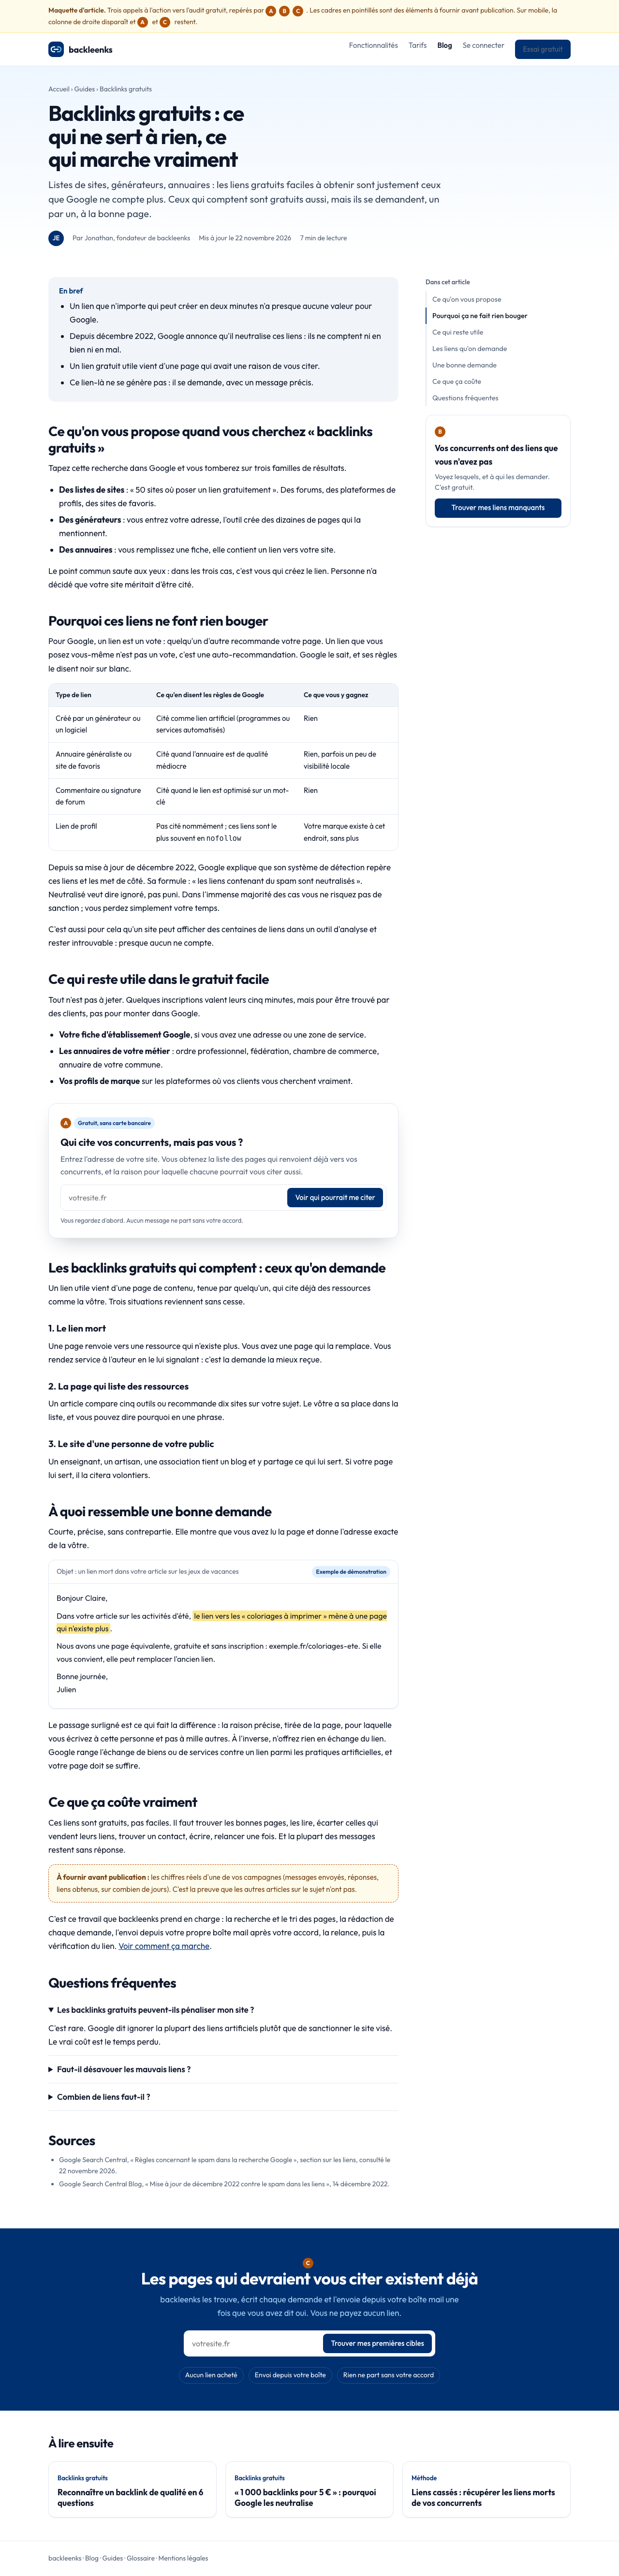 Maquette d'article. Trois appels à l'action vers l'audit gratuit, repérés par A B C . Les cadres en pointillés sont des éléments à fournir avant publication. Sur mobile, la
colonne de droite disparaît et A et C restent.
backleenks
Fonctionnalités Tarifs Blog Se connecter Essai gratuit
Accueil › Guides › Backlinks gratuits
Backlinks gratuits : ce
qui ne sert à rien, ce
qui marche vraiment
Listes de sites, générateurs, annuaires : les liens gratuits faciles à obtenir sont justement ceux
que Google ne compte plus. Ceux qui comptent sont gratuits aussi, mais ils se demandent, un
par un, à la bonne page.
JE Par Jonathan, fondateur de backleenks Mis à jour le 22 novembre 2026 7 min de lecture
En bref
• Un lien que n'importe qui peut créer en deux minutes n'a presque aucune valeur pour
Google.
• Depuis décembre 2022, Google annonce qu'il neutralise ces liens : ils ne comptent ni en
bien ni en mal.
• Un lien gratuit utile vient d'une page qui avait une raison de vous citer.
• Ce lien-là ne se génère pas : il se demande, avec un message précis.
Dans cet article
Ce qu'on vous propose
Pourquoi ça ne fait rien bouger
Ce qui reste utile
Les liens qu'on demande
Une bonne demande
Ce que ça coûte
Questions fréquentes
B
Vos concurrents ont des liens que
vous n'avez pas
Voyez lesquels, et à qui les demander.
C'est gratuit.
Trouver mes liens manquants
Ce qu'on vous propose quand vous cherchez « backlinks
gratuits »
Tapez cette recherche dans Google et vous tomberez sur trois familles de résultats.
• Des listes de sites : « 50 sites où poser un lien gratuitement ». Des forums, des plateformes de
profils, des sites de favoris.
• Des générateurs : vous entrez votre adresse, l'outil crée des dizaines de pages qui la
mentionnent.
• Des annuaires : vous remplissez une fiche, elle contient un lien vers votre site.
Le point commun saute aux yeux : dans les trois cas, c'est vous qui créez le lien. Personne n'a
décidé que votre site méritait d'être cité.
Pourquoi ces liens ne font rien bouger
Pour Google, un lien est un vote : quelqu'un d'autre recommande votre page. Un lien que vous
posez vous-même n'est pas un vote, c'est une auto-recommandation. Google le sait, et ses règles
le disent noir sur blanc.
Type de lien Ce qu'en disent les règles de Google Ce que vous y gagnez
Créé par un générateur ou
un logiciel
Cité comme lien artificiel (programmes ou
services automatisés)
Rien
Annuaire généraliste ou
site de favoris
Cité quand l'annuaire est de qualité
médiocre
Rien, parfois un peu de
visibilité locale
Commentaire ou signature
de forum
Cité quand le lien est optimisé sur un mot-
clé
Rien
Lien de profil
Pas cité nommément ; ces liens sont le
plus souvent en nofollow
Votre marque existe à cet
endroit, sans plus
Depuis sa mise à jour de décembre 2022, Google explique que son système de détection repère
ces liens et les met de côté. Sa formule : « les liens contenant du spam sont neutralisés ».
Neutralisé veut dire ignoré, pas puni. Dans l'immense majorité des cas vous ne risquez pas de
sanction ; vous perdez simplement votre temps.
C'est aussi pour cela qu'un site peut afficher des centaines de liens dans un outil d'analyse et
rester introuvable : presque aucun ne compte.
Ce qui reste utile dans le gratuit facile
Tout n'est pas à jeter. Quelques inscriptions valent leurs cinq minutes, mais pour être trouvé par
des clients, pas pour monter dans Google.
• Votre fiche d'établissement Google, si vous avez une adresse ou une zone de service.
• Les annuaires de votre métier : ordre professionnel, fédération, chambre de commerce,
annuaire de votre commune.
• Vos profils de marque sur les plateformes où vos clients vous cherchent vraiment.
A Gratuit, sans carte bancaire
Qui cite vos concurrents, mais pas vous ?
Entrez l'adresse de votre site. Vous obtenez la liste des pages qui renvoient déjà vers vos
concurrents, et la raison pour laquelle chacune pourrait vous citer aussi.
votresite.fr Voir qui pourrait me citer
Vous regardez d'abord. Aucun message ne part sans votre accord.
Les backlinks gratuits qui comptent : ceux qu'on demande
Un lien utile vient d'une page de contenu, tenue par quelqu'un, qui cite déjà des ressources
comme la vôtre. Trois situations reviennent sans cesse.
1. Le lien mort
Une page renvoie vers une ressource qui n'existe plus. Vous avez une page qui la remplace. Vous
rendez service à l'auteur en le lui signalant : c'est la demande la mieux reçue.
2. La page qui liste des ressources
Un article compare cinq outils ou recommande dix sites sur votre sujet. Le vôtre a sa place dans la
liste, et vous pouvez dire pourquoi en une phrase.
3. Le site d'une personne de votre public
Un enseignant, un artisan, une association tient un blog et y partage ce qui lui sert. Si votre page
lui sert, il la citera volontiers.
À quoi ressemble une bonne demande
Courte, précise, sans contrepartie. Elle montre que vous avez lu la page et donne l'adresse exacte
de la vôtre.
Objet : un lien mort dans votre article sur les jeux de vacances Exemple de démonstration
Bonjour Claire,
Dans votre article sur les activités d'été, le lien vers les « coloriages à imprimer » mène à une page
qui n'existe plus .
Nous avons une page équivalente, gratuite et sans inscription : exemple.fr/coloriages-ete. Si elle
vous convient, elle peut remplacer l'ancien lien.
Bonne journée,
Julien
Le passage surligné est ce qui fait la différence : la raison précise, tirée de la page, pour laquelle
vous écrivez à cette personne et pas à mille autres. À l'inverse, n'offrez rien en échange du lien.
Google range l'échange de biens ou de services contre un lien parmi les pratiques artificielles, et
votre page doit se suffire.
Ce que ça coûte vraiment
Ces liens sont gratuits, pas faciles. Il faut trouver les bonnes pages, les lire, écarter celles qui
vendent leurs liens, trouver un contact, écrire, relancer une fois. Et la plupart des messages
restent sans réponse.
À fournir avant publication : les chiffres réels d'une de vos campagnes (messages envoyés, réponses,
liens obtenus, sur combien de jours). C'est la preuve que les autres articles sur le sujet n'ont pas.
C'est ce travail que backleenks prend en charge : la recherche et le tri des pages, la rédaction de
chaque demande, l'envoi depuis votre propre boîte mail après votre accord, la relance, puis la
vérification du lien. Voir comment ça marche.
Questions fréquentes
▼ Les backlinks gratuits peuvent-ils pénaliser mon site ?
C'est rare. Google dit ignorer la plupart des liens artificiels plutôt que de sanctionner le site visé.
Le vrai coût est le temps perdu.
▶ Faut-il désavouer les mauvais liens ?
▶ Combien de liens faut-il ?
Sources
• Google Search Central, « Règles concernant le spam dans la recherche Google », section sur les liens, consulté le
22 novembre 2026.
• Google Search Central Blog, « Mise à jour de décembre 2022 contre le spam dans les liens », 14 décembre 2022.
C
Les pages qui devraient vous citer existent déjà
backleenks les trouve, écrit chaque demande et l'envoie depuis votre boîte mail une
fois que vous avez dit oui. Vous ne payez aucun lien.
votresite.fr Trouver mes premières cibles
Aucun lien acheté Envoi depuis votre boîte Rien ne part sans votre accord
À lire ensuite
Backlinks gratuits
Reconnaître un backlink de qualité en 6
questions
Backlinks gratuits
« 1 000 backlinks pour 5 € » : pourquoi
Google les neutralise
Méthode
Liens cassés : récupérer les liens morts
de vos concurrents
backleenks · Blog · Guides · Glossaire · Mentions légales